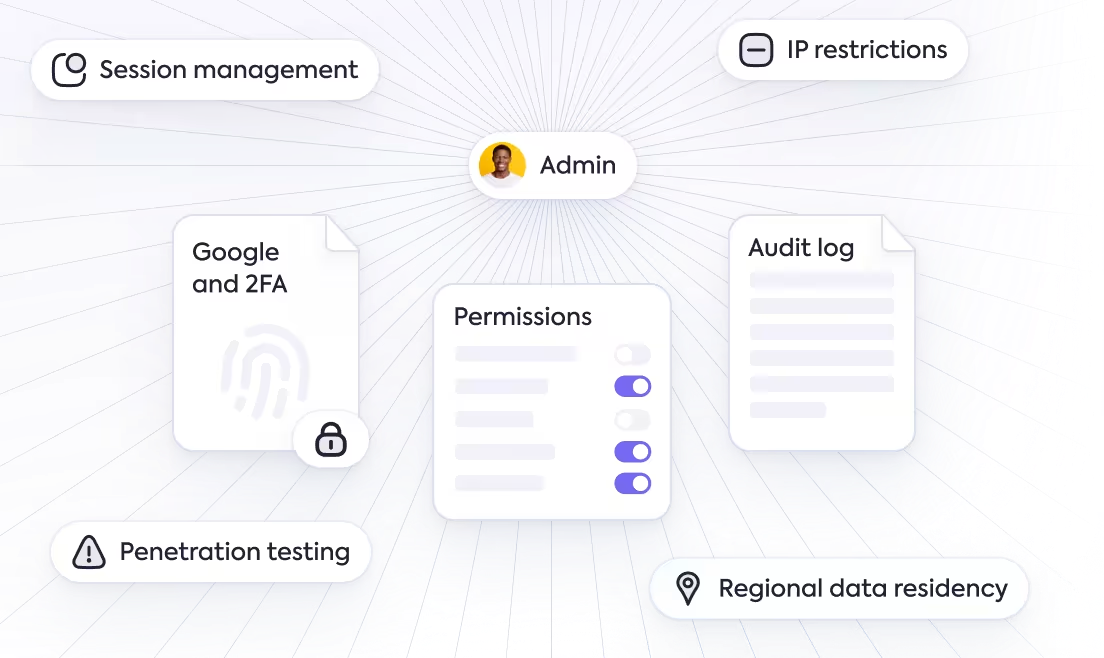 Session management
IP restrictions
Admin
Google
and 2FA
Permissions
Audit log
Penetration testing
Regional data residency